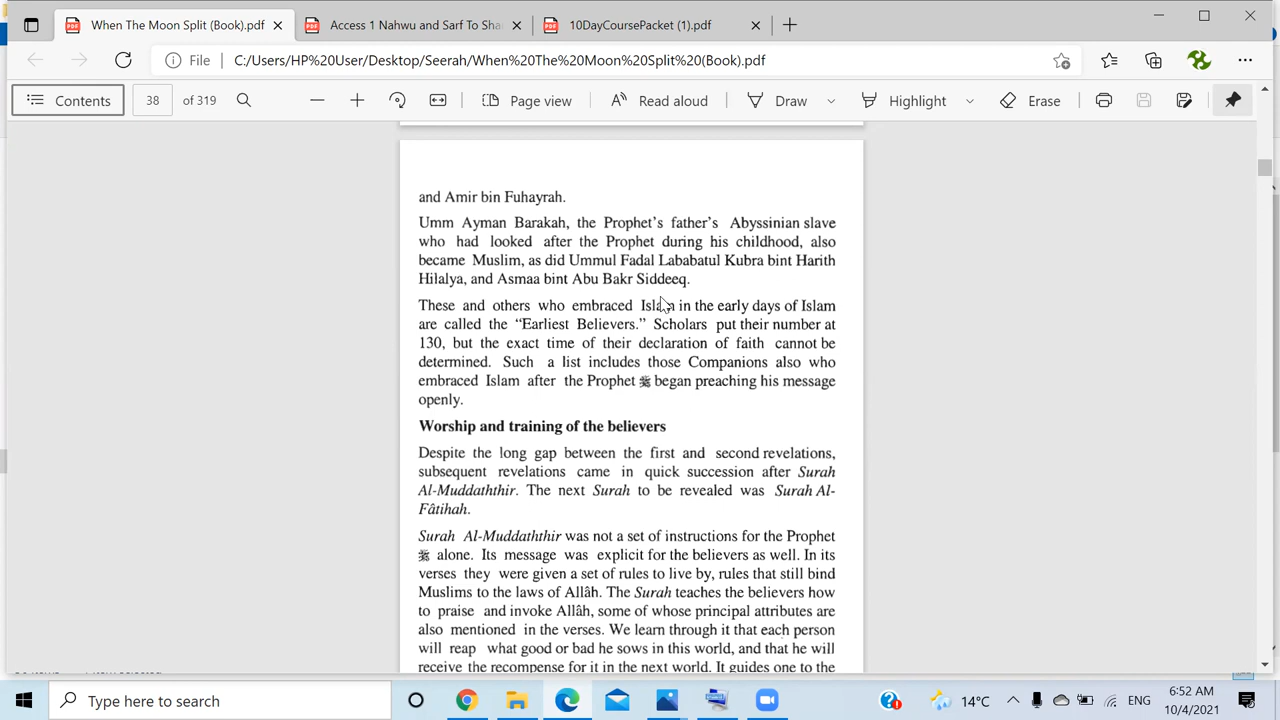 When The Moon Split (Book).pdf
Access 1 Nahwu and Sarf To Sha
10DayCoursePacket (1).pdf
File C:/Users/HP%20User/Desktop/Seerah/When%20The%20Moon%20Split%20(Book).pdf
Contents 38 of 319 Page view Read aloud Draw Highlight Erase
and Amir bin Fuhayrah.
Umm Ayman Barakah, the Prophet's father's Abyssinian slave
who had looked after the Prophet during his childhood, also
became Muslim, as did Ummul Fadal Lababatul Kubra bint Harith
Hilalya, and Asmaa bint Abu Bakr Siddeeq.
These and others who embraced Islam in the early days of Islam
are called the “Earliest Believers.” Scholars put their number at
130, but the exact time of their declaration of faith cannot be
determined. Such a list includes those Companions also who
embraced Islam after the Prophet ﷺ began preaching his message
openly.
Worship and training of the believers
Despite the long gap between the first and second revelations,
subsequent revelations came in quick succession after Surah
Al-Muddaththir. The next Surah to be revealed was Surah Al-
Fâtihah.
Surah Al-Muddaththir was not a set of instructions for the Prophet
ﷺ alone. Its message was explicit for the believers as well. In its
verses they were given a set of rules to live by, rules that still bind
Muslims to the laws of Allâh. The Surah teaches the believers how
to praise and invoke Allâh, some of whose principal attributes are
also mentioned in the verses. We learn through it that each person
will reap what good or bad he sows in this world, and that he will
receive the recompense for it in the next world. It guides one to the
Type here to search
14°C ENG 6:52 AM
10/4/2021